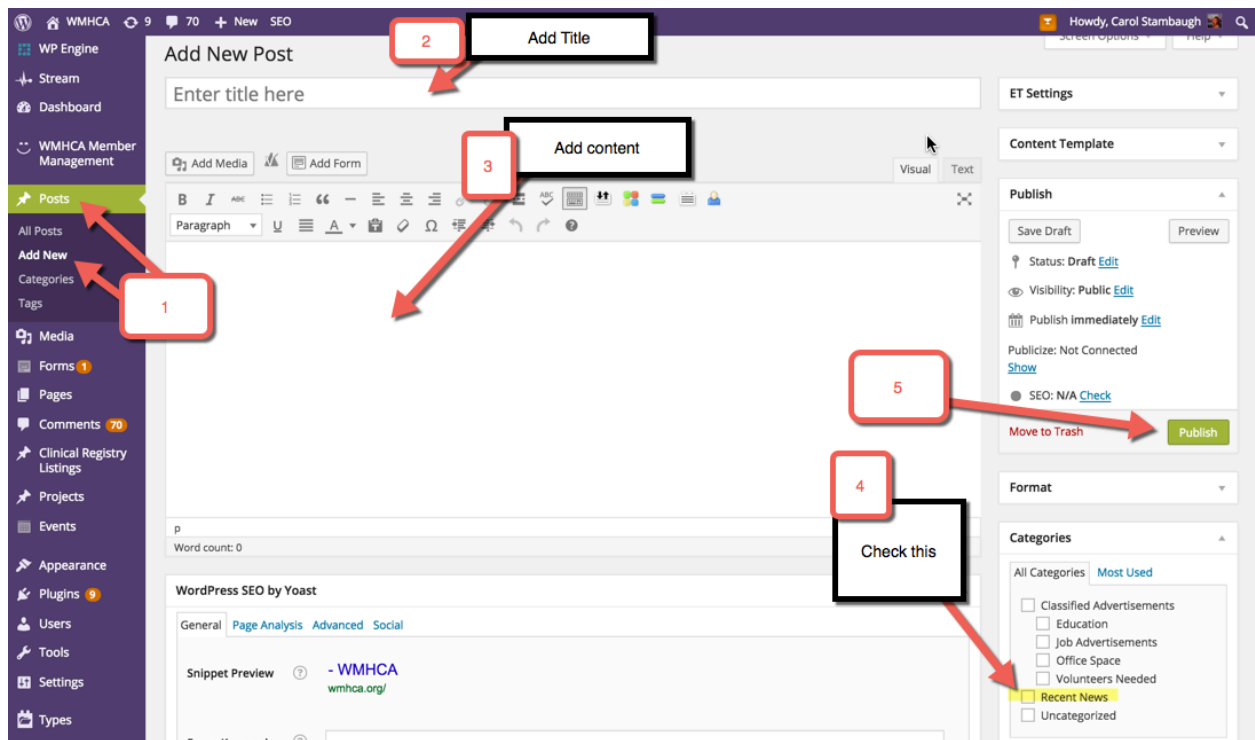 WMHCA 9 70 + New SEO Howdy, Carol Stambaugh
WP Engine
Stream
Dashboard
WMHCA Member
Management
Posts
All Posts
Add New
Categories
Tags
Media
Forms 1
Pages
Comments 70
Clinical Registry
Listings
Projects
Events
Appearance
Plugins 9
Users
Tools
Settings
Types
Screen Options Help
Add New Post
2
Add Title
Enter title here
3
Add content
Add Media Add Form
Visual Text
B I ABC ABC
Paragraph U A Ω
1
p
Word count: 0
WordPress SEO by Yoast
General Page Analysis Advanced Social
Snippet Preview ? - WMHCA
wmhca.org/
ET Settings
Content Template
Publish
Save Draft Preview
Status: Draft Edit
Visibility: Public Edit
Publish immediately Edit
Publicize: Not Connected
Show
SEO: N/A Check
Move to Trash Publish
5
Format
4
Check this
Categories
All Categories Most Used
Classified Advertisements
Education
Job Advertisements
Office Space
Volunteers Needed
Recent News
Uncategorized